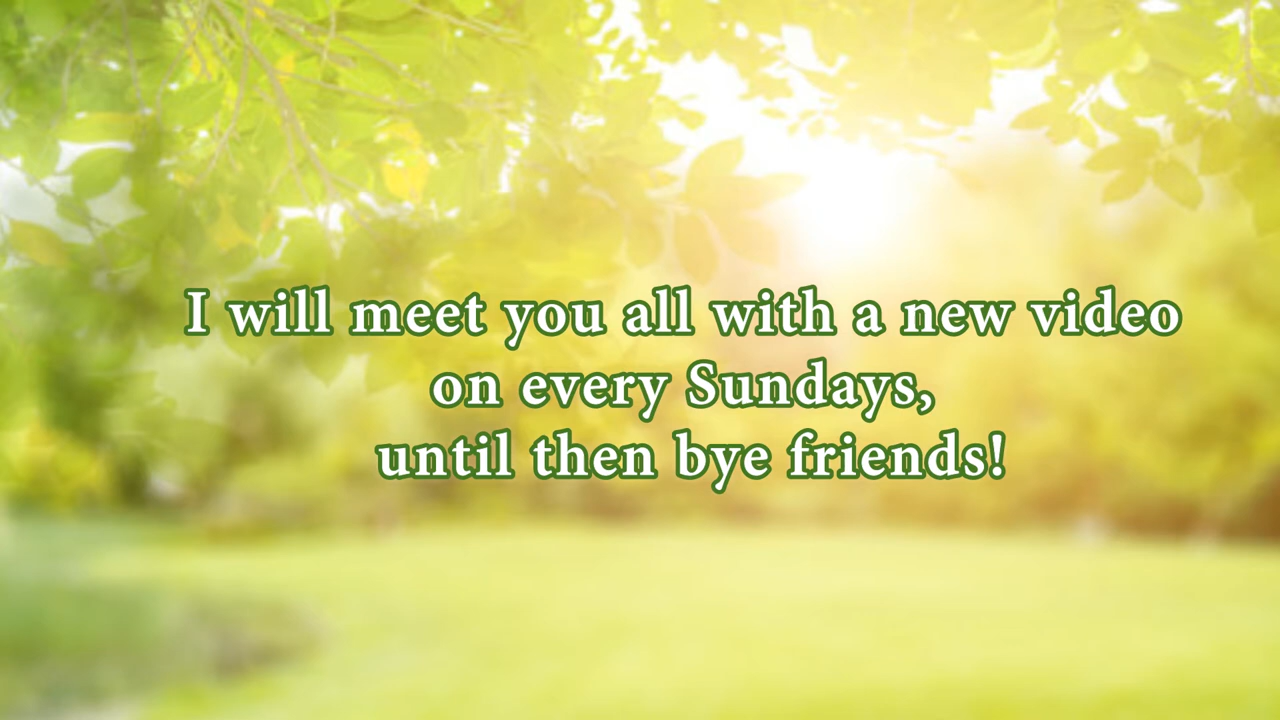 I will meet you all with a new video
on every Sundays,
until then bye friends!